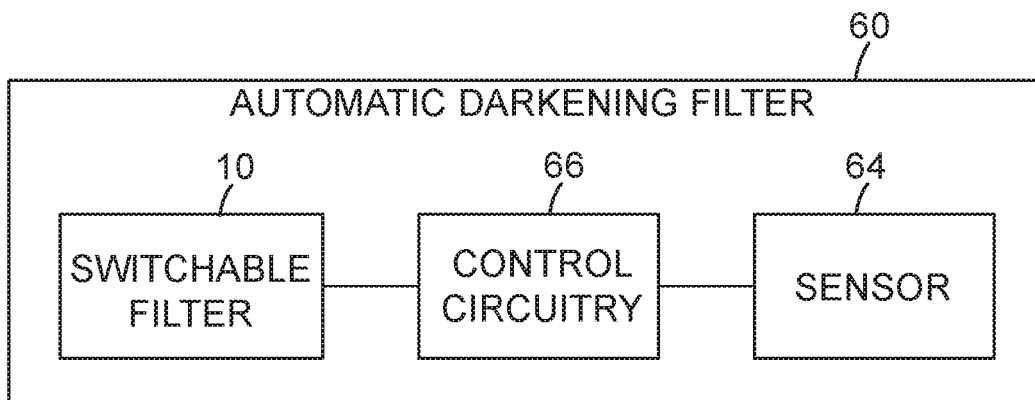 60
AUTOMATIC DARKENING FILTER
10
66
64
SWITCHABLE
FILTER
CONTROL
CIRCUITRY
SENSOR